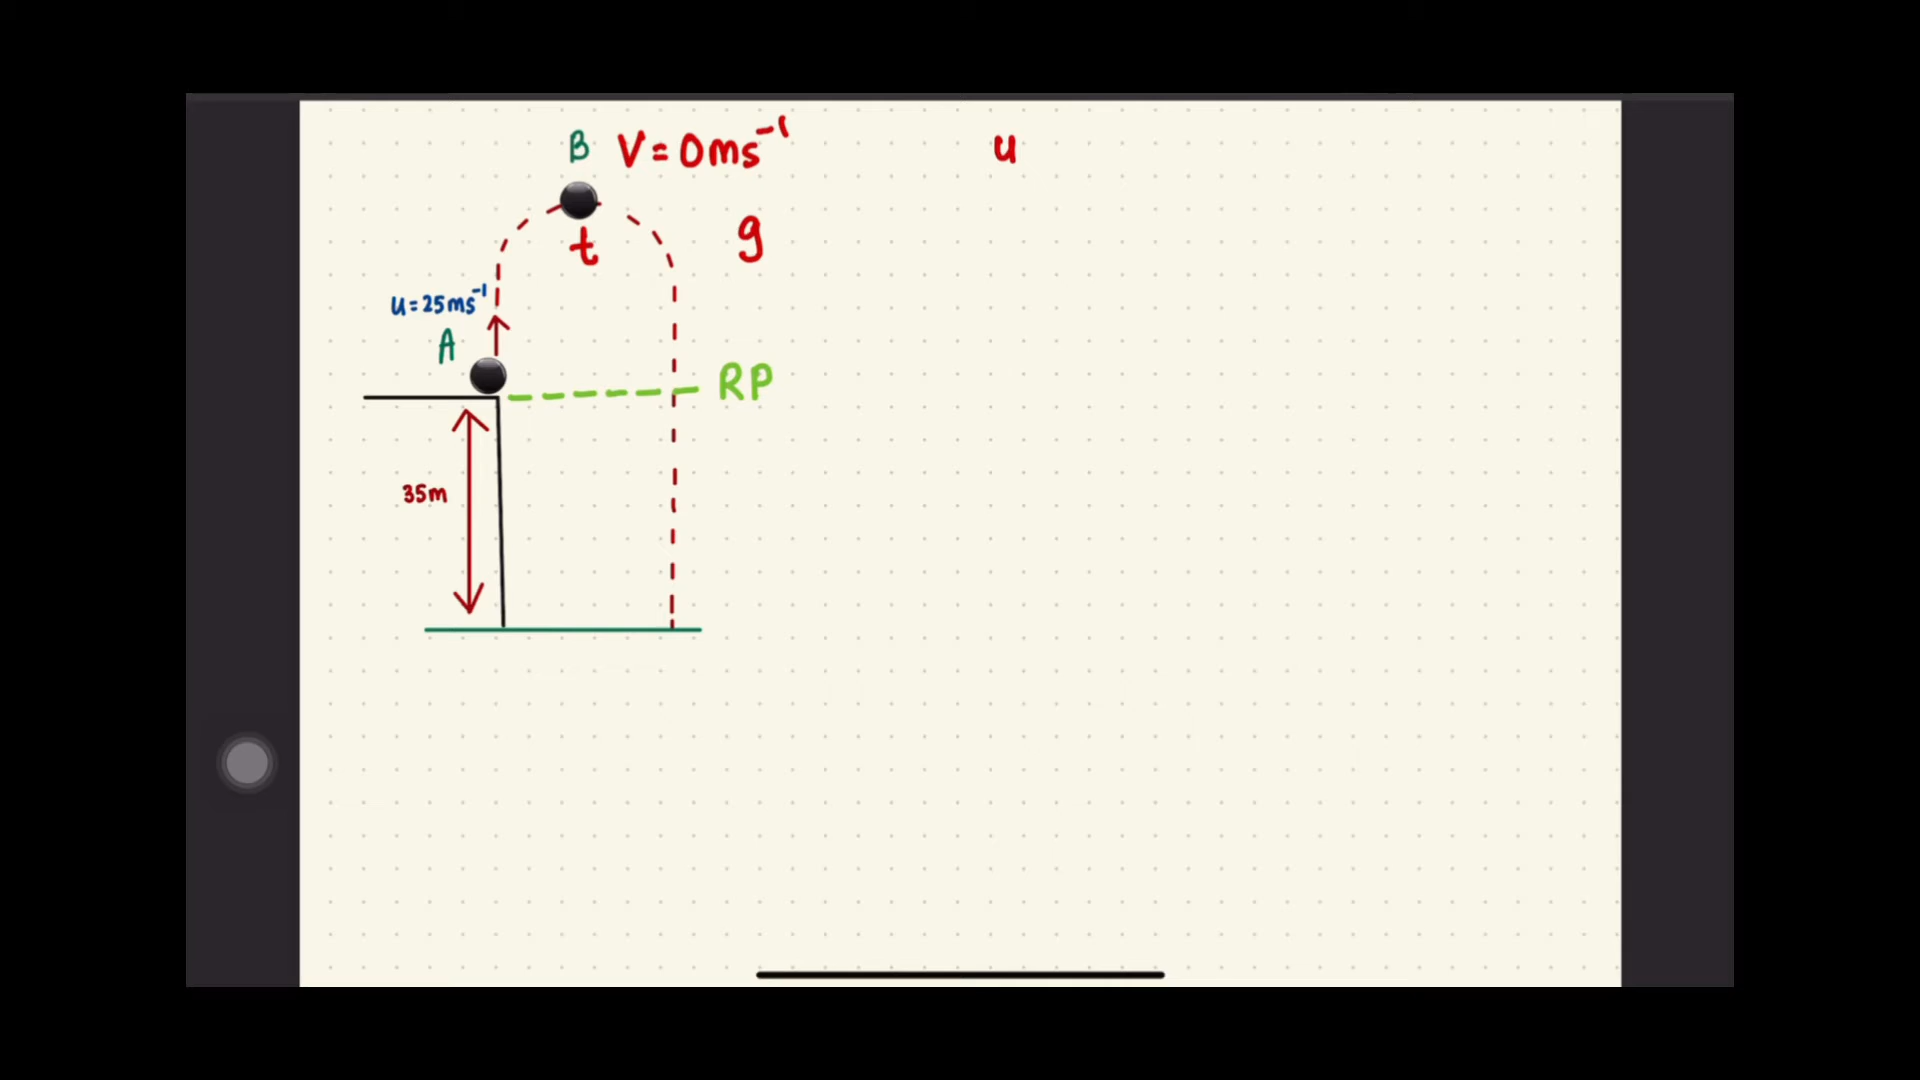 B V = 0ms⁻¹
u
t
g
u = 25ms⁻¹
A
RP
35m